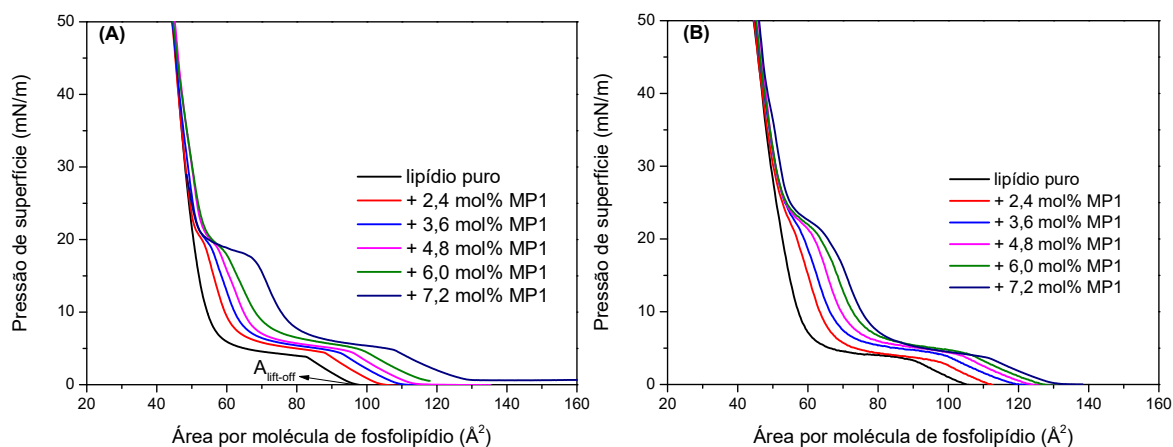 (A)
50
40
30
20
10
0
Pressão de superfície (mN/m)
lipídio puro
+ 2,4 mol% MP1
+ 3,6 mol% MP1
+ 4,8 mol% MP1
+ 6,0 mol% MP1
+ 7,2 mol% MP1
A lift-off
20 40 60 80 100 120 140 160
Área por molécula de fosfolipídio (Å²)
(B)
50
40
30
20
10
0
Pressão de superfície (mN/m)
lipídio puro
+ 2,4 mol% MP1
+ 3,6 mol% MP1
+ 4,8 mol% MP1
+ 6,0 mol% MP1
+ 7,2 mol% MP1
20 40 60 80 100 120 140 160
Área por molécula de fosfolipídio (Å²)